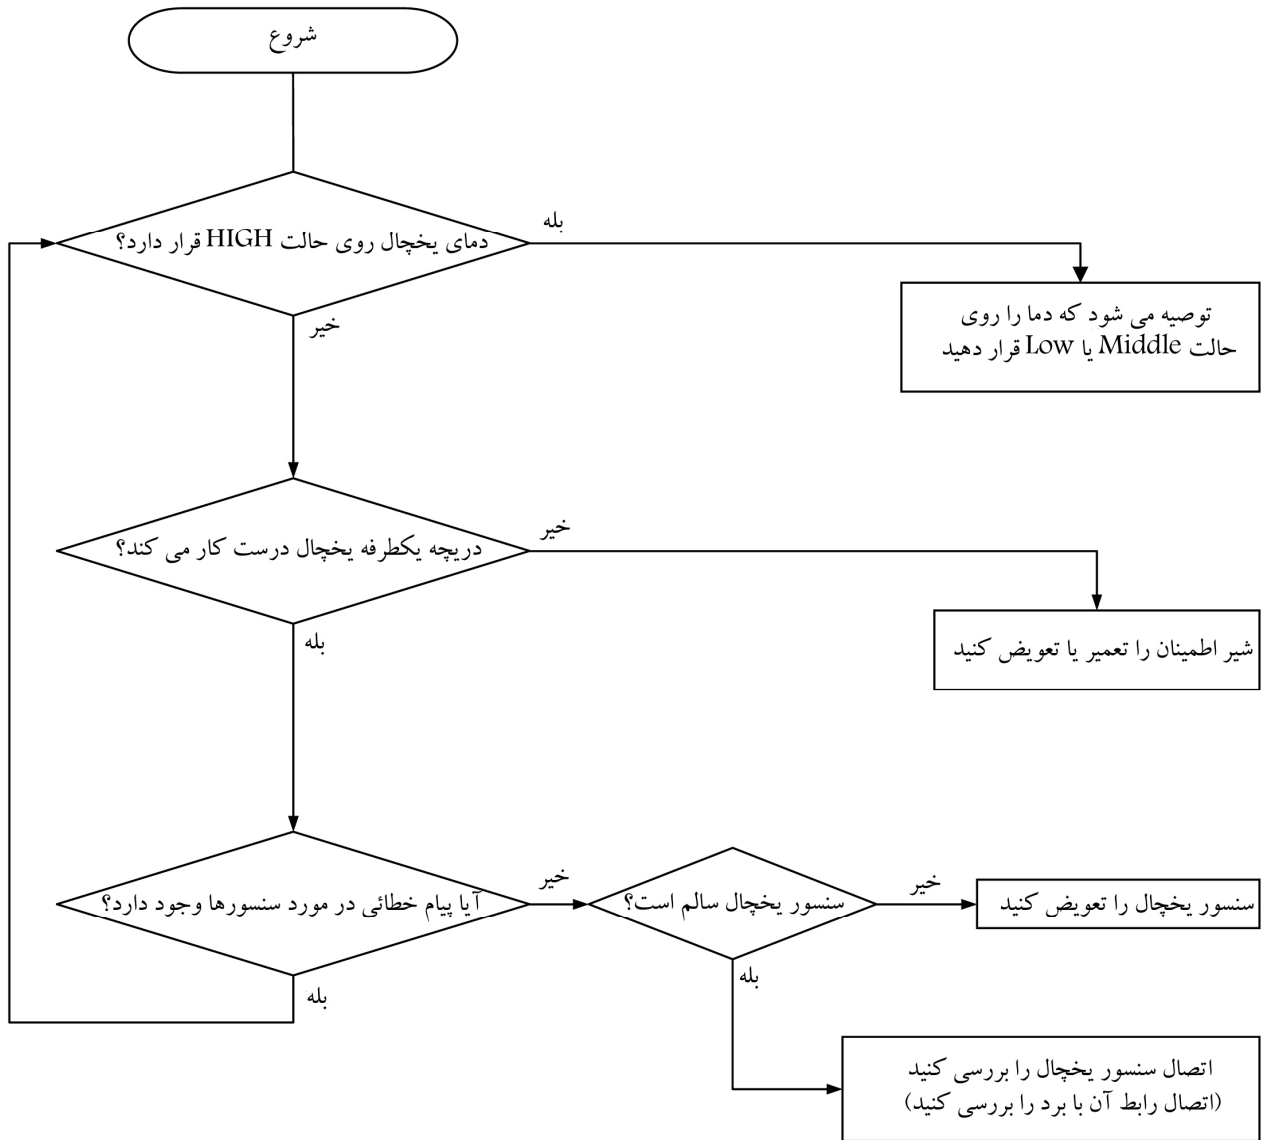 شروع
دمای یخچال روی حالت HIGH قرار دارد؟
بله
توصیه می شود که دما را روی
حالت Middle یا Low قرار دهید
خیر
دریچه یکطرفه یخچال درست کار می کند؟
خیر
شیر اطمینان را تعمیر یا تعویض کنید
بله
آیا پیام خطائی در مورد سنسورها وجود دارد؟
خیر
سنسور یخچال سالم است؟
خیر
سنسور یخچال را تعویض کنید
بله
بله
اتصال سنسور یخچال را بررسی کنید
(اتصال رابط آن با برد را بررسی کنید)